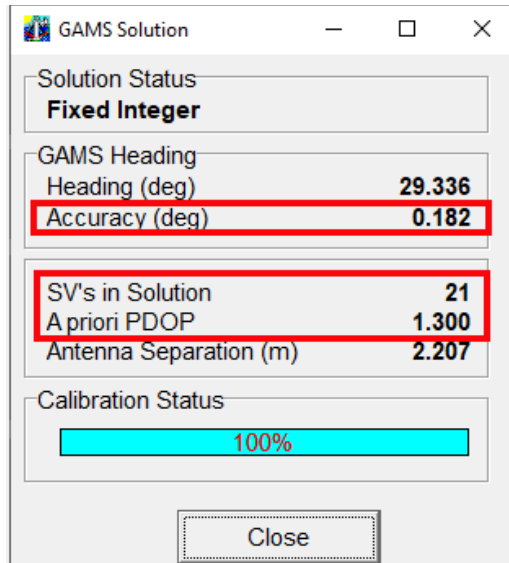 GAMS Solution
Solution Status
Fixed Integer
GAMS Heading
Heading (deg) 29.336
Accuracy (deg) 0.182
SV's in Solution 21
A priori PDOP 1.300
Antenna Separation (m) 2.207
Calibration Status
100%
Close